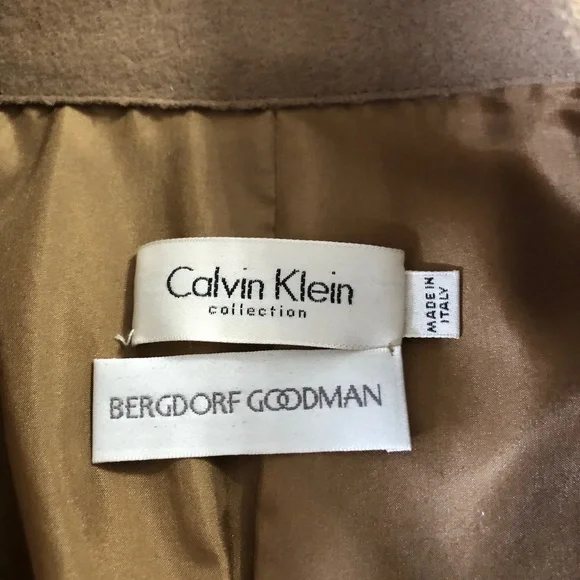 Calvin Klein
collection
MADE IN
ITALY
BERGDORF GOODMAN